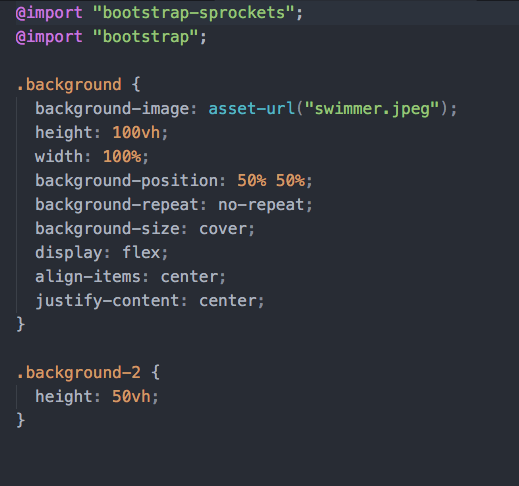 @import "bootstrap-sprockets";
@import "bootstrap";
.background {
background-image: asset-url("swimmer.jpeg");
height: 100vh;
width: 100%;
background-position: 50% 50%;
background-repeat: no-repeat;
background-size: cover;
display: flex;
align-items: center;
justify-content: center;
}
.background-2 {
height: 50vh;
}